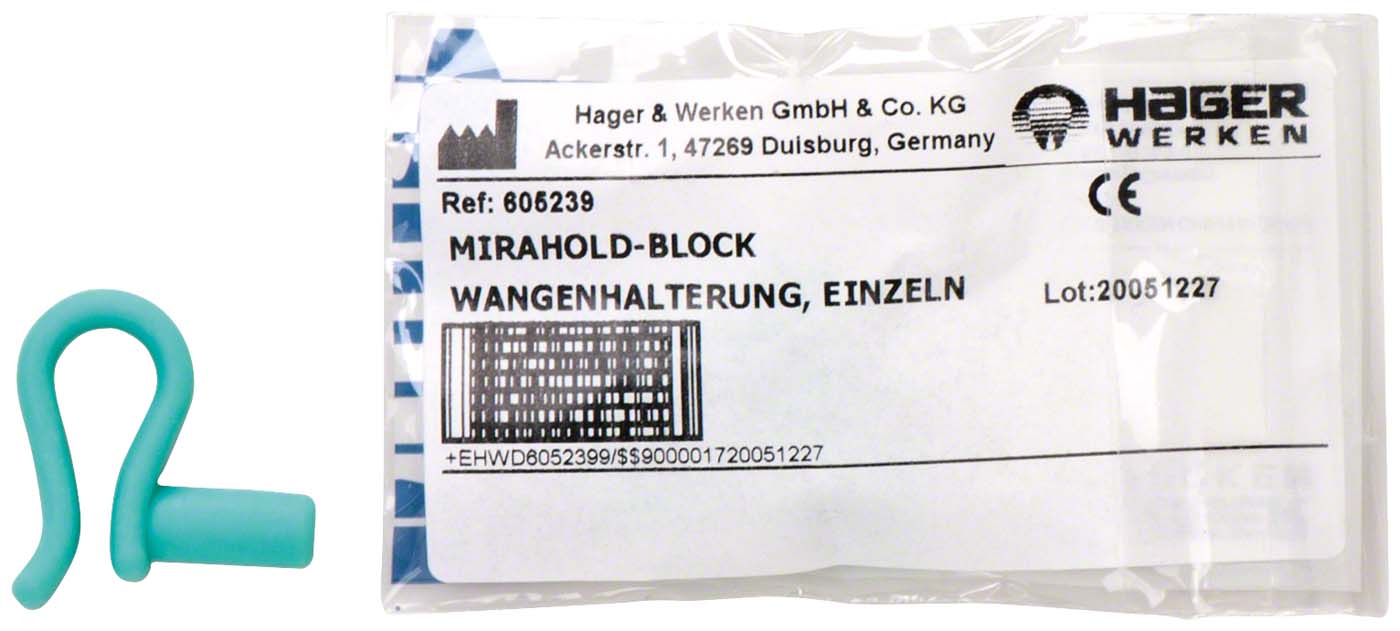 Hager & Werken GmbH & Co. KG
Ackerstr. 1, 47269 Duisburg, Germany
HAGER
WERKEN
Ref: 605239
CE
MIRAHOLD-BLOCK
WANGENHALTERUNG, EINZELN
Lot:20051227
+EHWD6052399/$$900001720051227